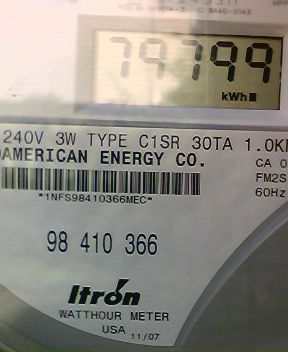 79799
kWh
240V 3W TYPE C1SR 30TA 1.0K
AMERICAN ENERGY CO.
CA 0
FM2S
60Hz
*1NFS98410366MEC*
98 410 366
Itron
WATTHOUR METER
USA 11/07